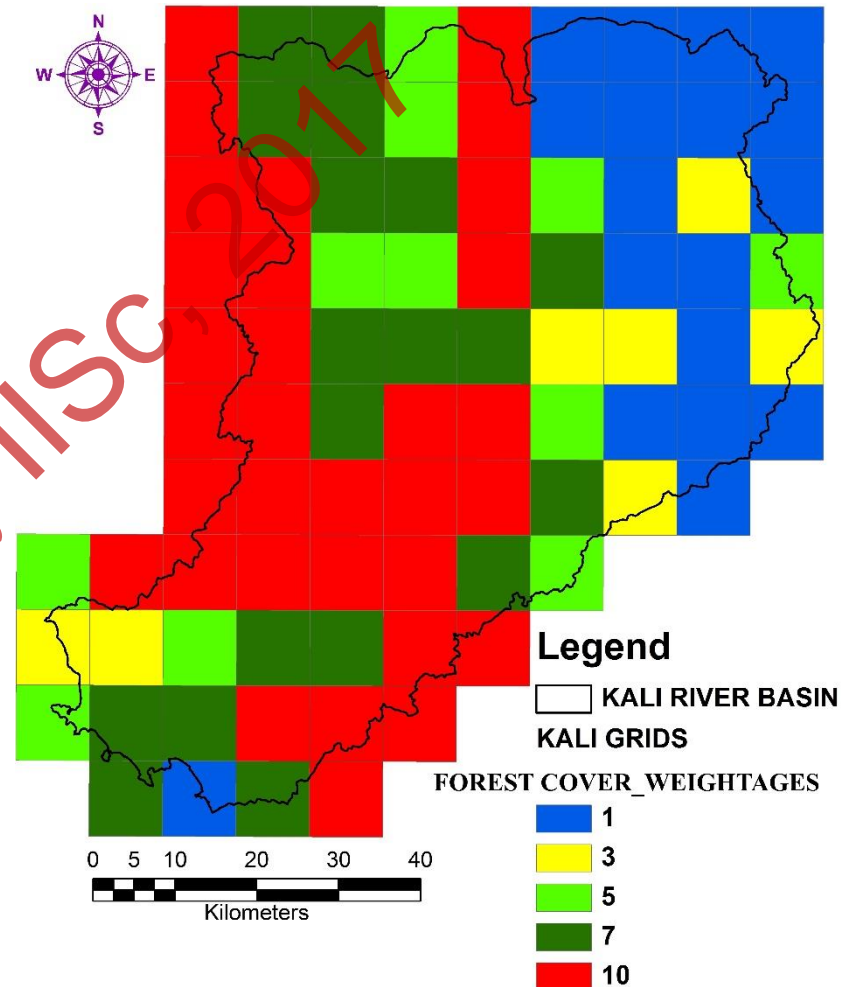 N
W E
S
IISc, 2017
Legend
KALI RIVER BASIN
KALI GRIDS
FOREST COVER_WEIGHTAGES
1
3
5
7
10
0 5 10 20 30 40
Kilometers